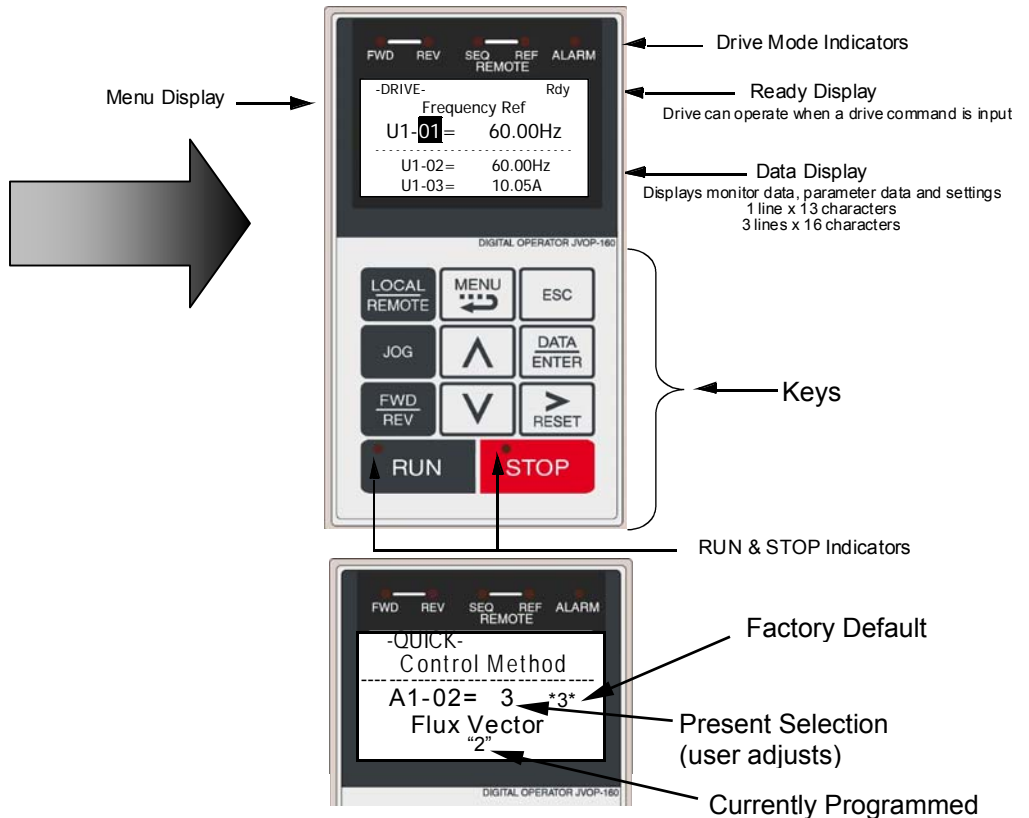 Drive Mode Indicators
FWD REV SEQ REF ALARM
REMOTE
Menu Display
-DRIVE- Rdy
Frequency Ref
U1-01= 60.00Hz
U1-02= 60.00Hz
U1-03= 10.05A
Ready Display
Drive can operate when a drive command is input
Data Display
Displays monitor data, parameter data and settings
1 line x 13 characters
3 lines x 16 characters
DIGITAL OPERATOR JVOP-160
LOCAL
REMOTE
MENU
ESC
JOG
DATA
ENTER
FWD
REV
RESET
RUN
STOP
Keys
RUN & STOP Indicators
FWD REV SEQ REF ALARM
REMOTE
-QUICK-
Control Method
A1-02= 3 *3*
Flux Vector
“2”
Factory Default
Present Selection
(user adjusts)
DIGITAL OPERATOR JVOP-160
Currently Programmed